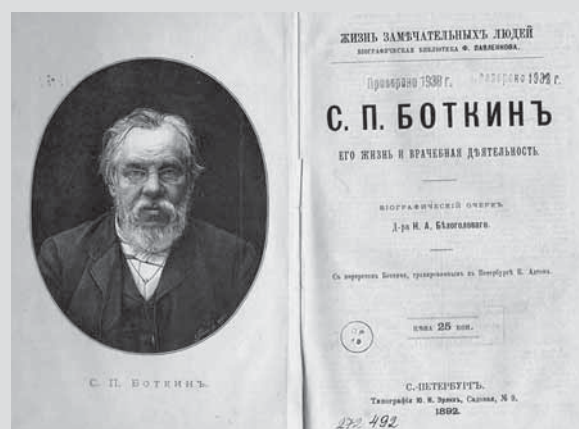 С. П. Боткинъ.
ЖИЗНЬ ЗАМѢЧАТЕЛЬНЫХЪ ЛЮДЕЙ
БІОГРАФИЧЕСКАЯ БИБЛІОТЕКА Ф. ПАВЛЕНКОВА.
Проверено 1938 г.
С. П. БОТКИНЪ
ЕГО ЖИЗНЬ И ВРАЧЕБНАЯ ДѢЯТЕЛЬНОСТЬ.
БІОГРАФИЧЕСКІЙ ОЧЕРКЪ
Д-ра Н. А. Бѣлоголоваго.
Съ портретомъ Боткина, гравированнымъ въ Петербургѣ К. Адтомъ.
ЦѢНА 25 КОП.
С.-ПЕТЕРБУРГЪ.
Типографія Ю. Н. Эрлихъ, Садовая, № 9.
1892.
272 492